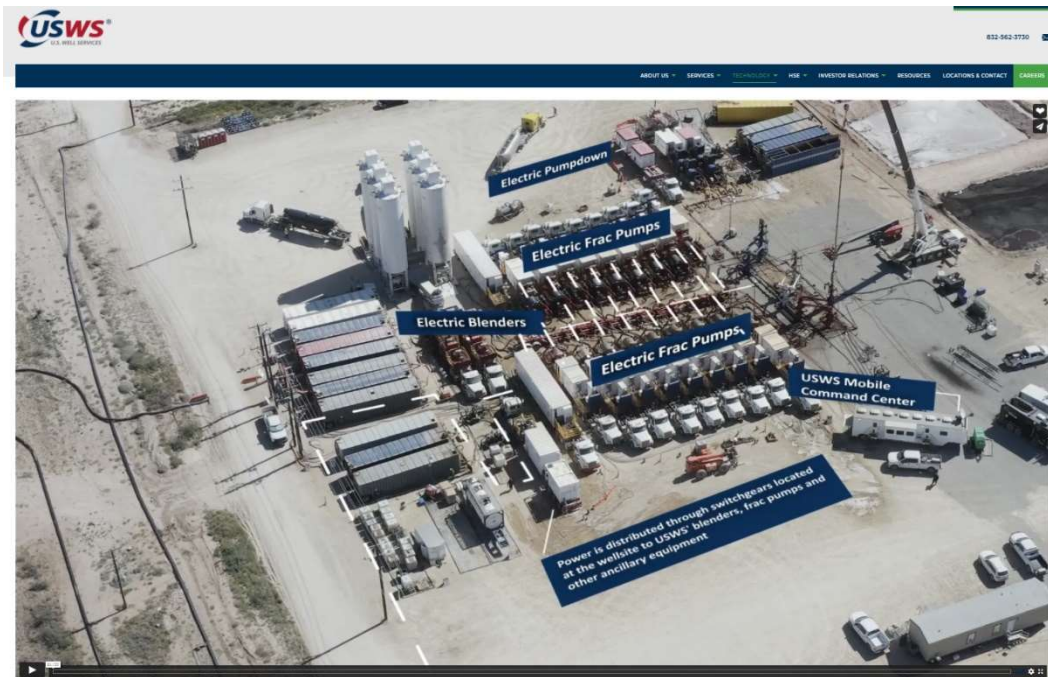 USWS®
U.S. WELL SERVICES
832-562-3730
ABOUT US SERVICES TECHNOLOGY HSE INVESTOR RELATIONS RESOURCES LOCATIONS & CONTACT CAREERS
Electric Pumpdown
Electric Frac Pumps
Electric Blenders
Electric Frac Pumps
USWS Mobile
Command Center
Power is distributed through switchgears located
at the wellsite to USWS' blenders, frac pumps and
other ancillary equipment